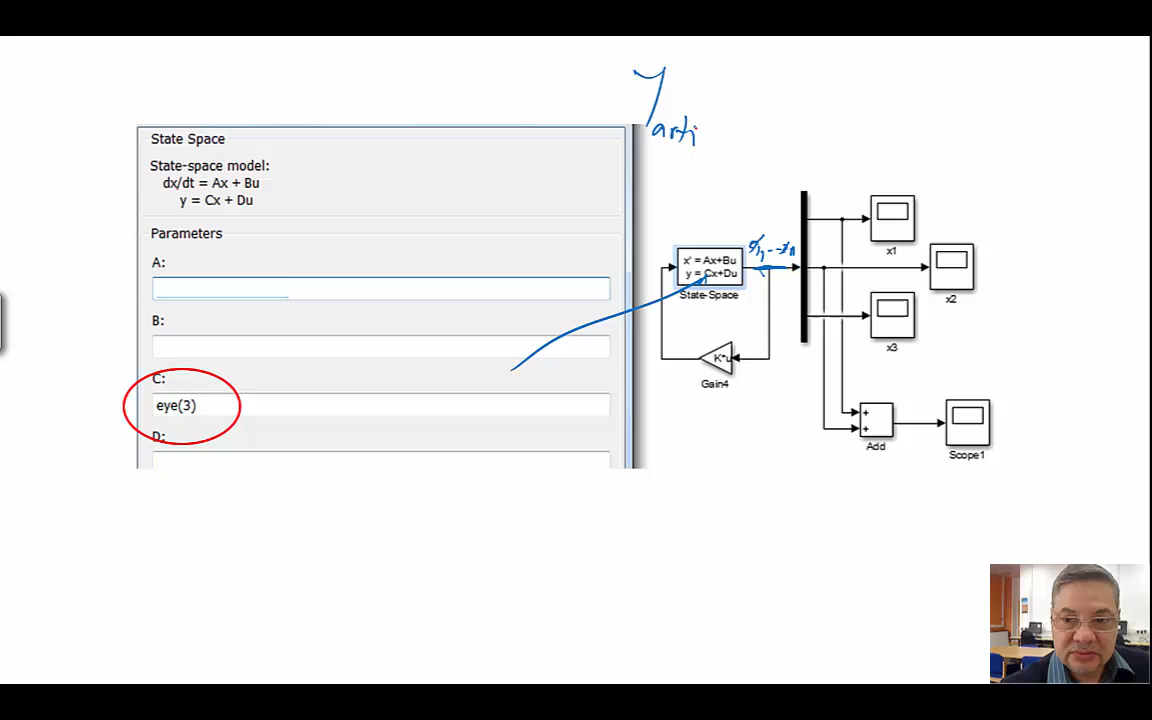 y
arti
State Space
State-space model:
dx/dt = Ax + Bu
y = Cx + Du
Parameters
A:
B:
C:
eye(3)
D:
x' = Ax+Bu
y = Cx+Du
State-Space
K*u
Gain4
x1
x2
x3
+
+
Add
Scope1